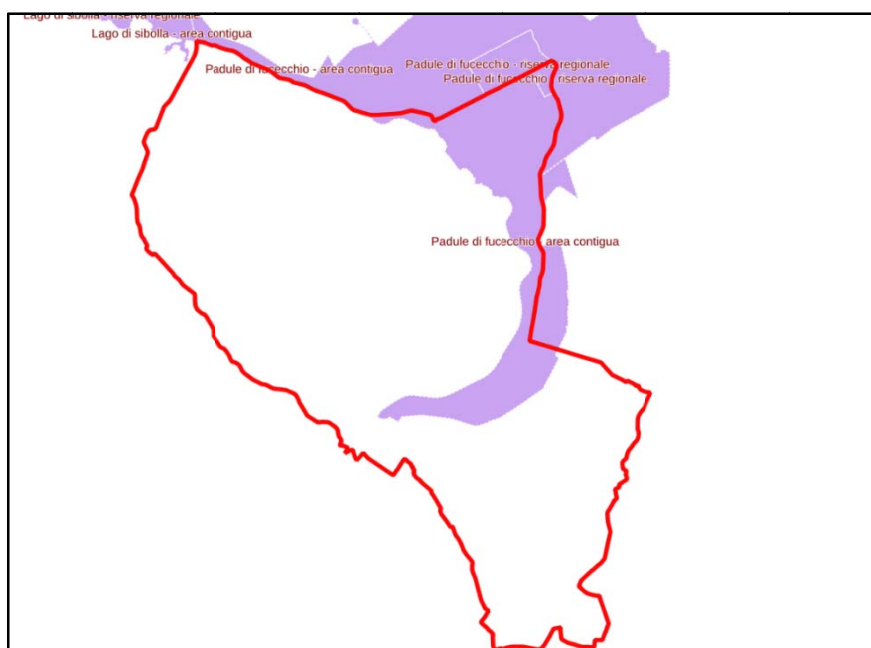 Lago di sibolla - riserva regionale
Lago di sibolla - area contigua
Padule di fucecchio - area contigua
Padule di fucecchio - riserva regionale
Padule di fucecchio - riserva regionale
Padule di fucecchio - area contigua